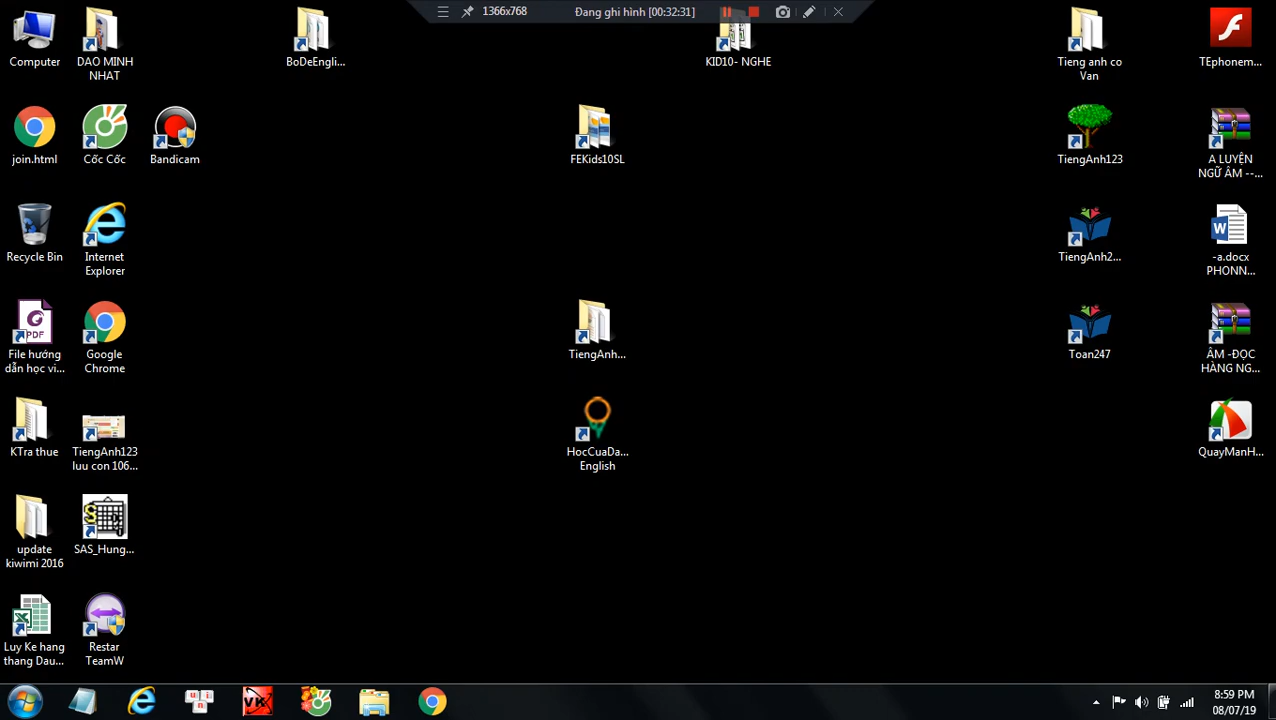 1366x768
Đang ghi hình [00:32:31]
Computer
DAO MINH
NHAT
BoDeEngli...
KID10- NGHE
Tieng anh co
Van
TEphonem...
join.html
Cốc Cốc
Bandicam
FEKids10SL
TiengAnh123
A LUYỆN
NGỮ ÂM --...
Recycle Bin
Internet
Explorer
TiengAnh2...
-a.docx
PHONN...
File hướng
dẫn học vi...
Google
Chrome
TiengAnh...
Toan247
ÂM -ĐỌC
HÀNG NG...
KTra thue
TiengAnh123
luu con 106...
HocCuaDa...
English
QuayManH...
update
kiwimi 2016
SAS_Hung...
Luy Ke hang
thang Dau...
Restar
TeamW
8:59 PM
08/07/19